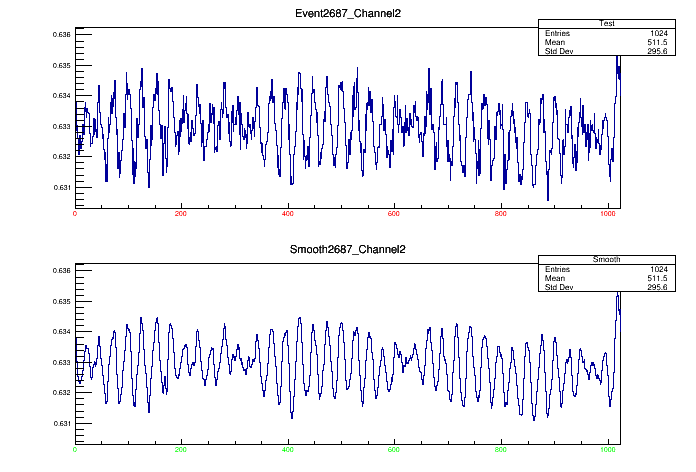 Event2687_Channel2
Test
Entries 1024
Mean 511.5
Std Dev 295.6
0.636
0.635
0.634
0.633
0.632
0.631
0 200 400 600 800 1000
Smooth2687_Channel2
Smooth
Entries 1024
Mean 511.5
Std Dev 295.6
0.636
0.635
0.634
0.633
0.632
0.631
0 200 400 600 800 1000